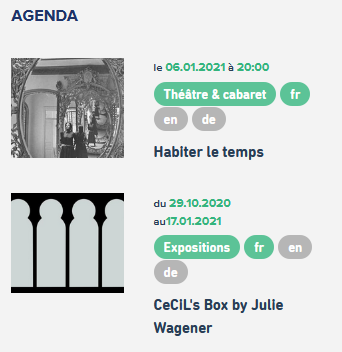 AGENDA
le 06.01.2021 à 20:00
Théâtre & cabaret fr
en de
Habiter le temps
du 29.10.2020
au17.01.2021
Expositions fr en
de
CeCIL's Box by Julie
Wagener